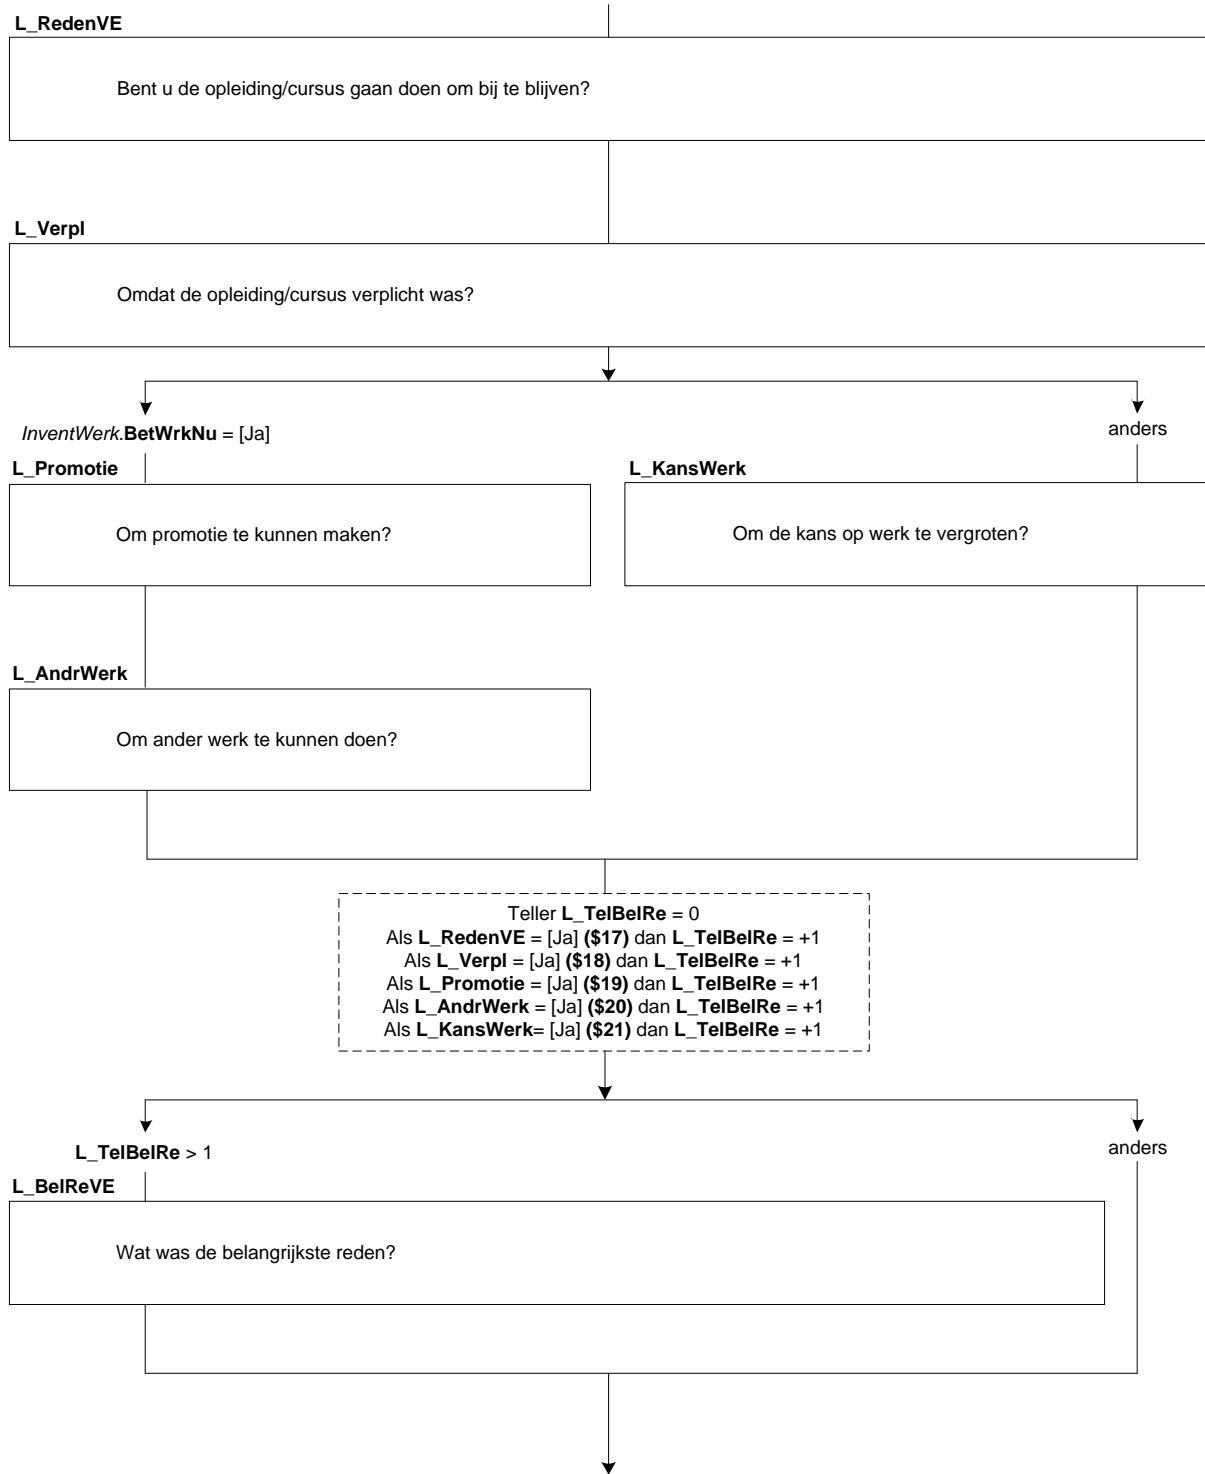 L_RedenVE
Bent u de opleiding/cursus gaan doen om bij te blijven?
L_Verpl
Omdat de opleiding/cursus verplicht was?
InventWerk.BetWrkNu = [Ja]
anders
L_Promotie
L_KansWerk
Om promotie te kunnen maken?
Om de kans op werk te vergroten?
L_AndrWerk
Om ander werk te kunnen doen?
Teller L_TelBelRe = 0
Als L_RedenVE = [Ja] ($17) dan L_TelBelRe = +1
Als L_Verpl = [Ja] ($18) dan L_TelBelRe = +1
Als L_Promotie = [Ja] ($19) dan L_TelBelRe = +1
Als L_AndrWerk = [Ja] ($20) dan L_TelBelRe = +1
Als L_KansWerk= [Ja] ($21) dan L_TelBelRe = +1
L_TelBelRe > 1
anders
L_BelReVE
Wat was de belangrijkste reden?